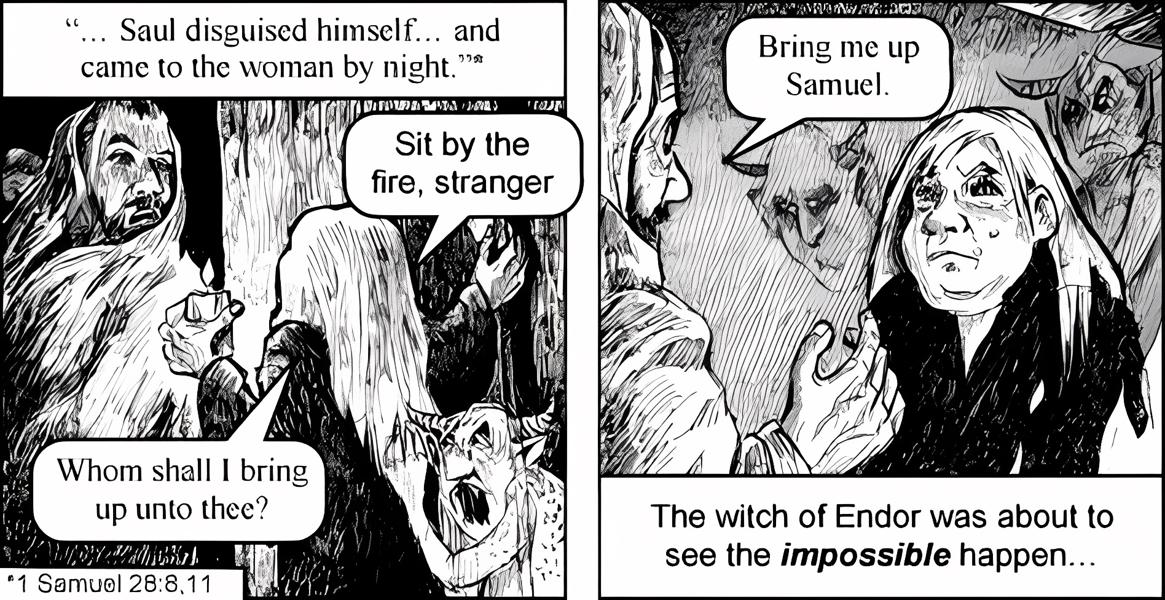 “... Saul disguised himself... and
came to the woman by night.”*
Sit by the
fire, stranger
Whom shall I bring
up unto thee?
*1 Samuel 28:8,11
Bring me up
Samuel.
The witch of Endor was about to
see the impossible happen...